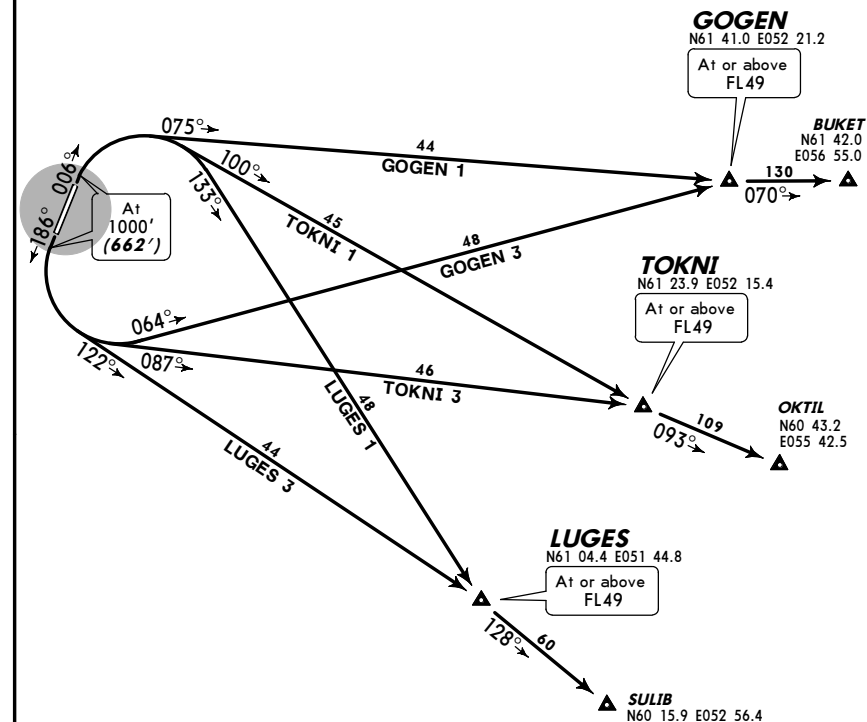 GOGEN
N61 41.0 E052 21.2
At or above
FL49
BUKET
N61 42.0
E056 55.0
130
070°
075°
44
GOGEN 1
100°
45
TOKNI 1
133°
006°
186°
At
1000'
(662')
48
GOGEN 3
064°
TOKNI
N61 23.9 E052 15.4
At or above
FL49
087°
46
TOKNI 3
122°
48
LUGES 1
44
LUGES 3
109
093°
OKTIL
N60 43.2
E055 42.5
LUGES
N61 04.4 E051 44.8
At or above
FL49
60
128°
SULIB
N60 15.9 E052 56.4